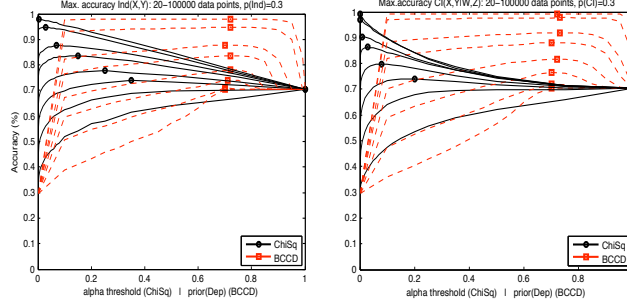 Max. accuracy Ind(X,Y): 20-100000 data points, p(Ind)=0.3
1
0.9
0.8
0.7
0.6
0.5
0.4
0.3
0.2
0.1
0
Accuracy (%)
0 0.2 0.4 0.6 0.8 1
alpha threshold (ChiSq) | prior(Dep) (BCCD)
ChiSq
BCCD
Max.accuracy CI(X,Y|W,Z): 20-100000 data points, p(CI)=0.3
1
0.9
0.8
0.7
0.6
0.5
0.4
0.3
0.2
0.1
0
0 0.2 0.4 0.6 0.8
alpha threshold (ChiSq) | prior(Dep) (BCCD)
ChiSq
BCCD